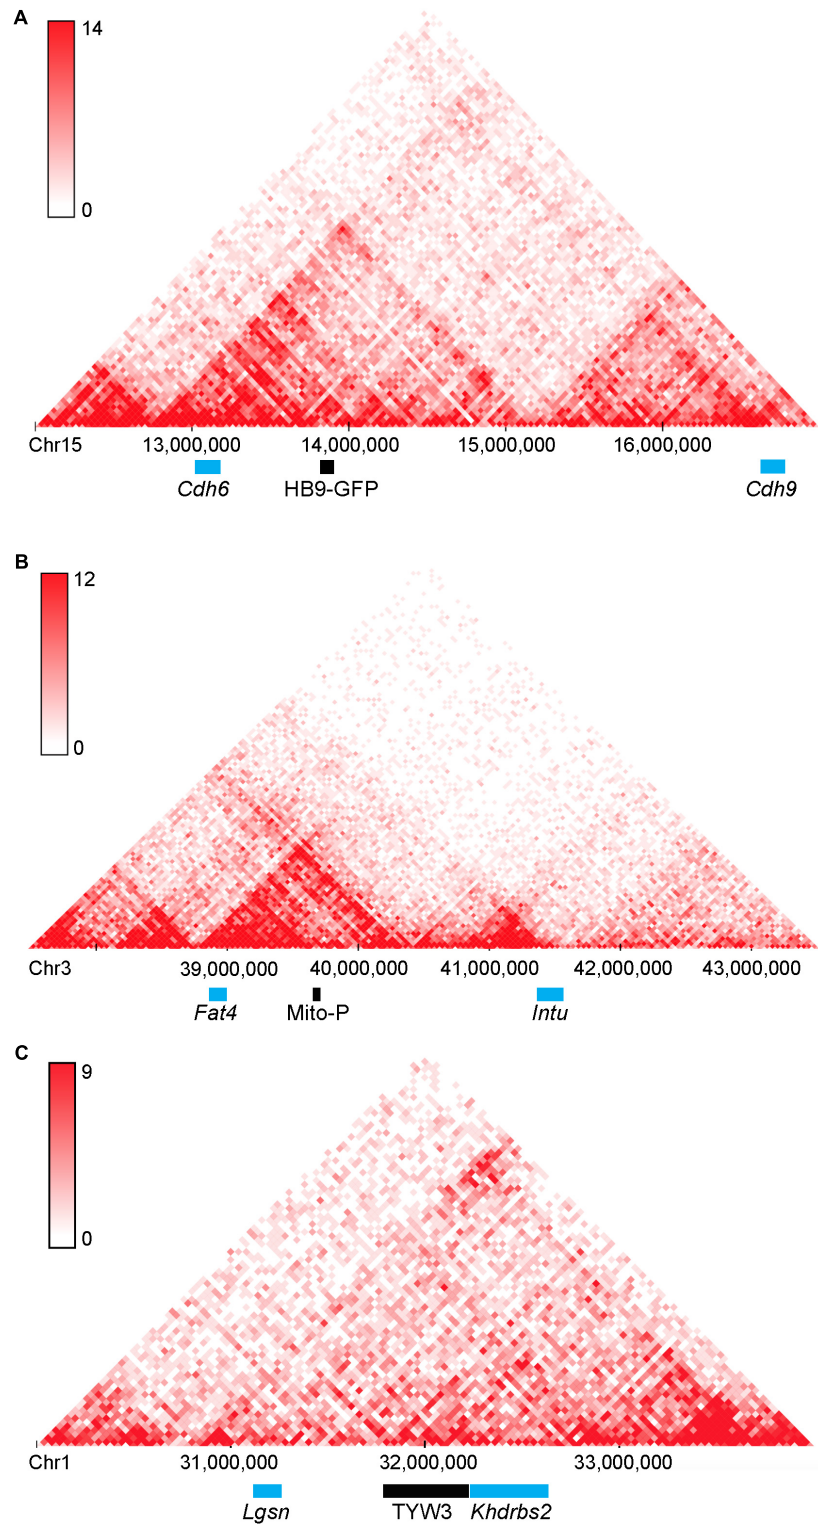 A
14
0
Chr15 13,000,000 14,000,000 15,000,000 16,000,000
Cdh6 HB9-GFP Cdh9
B
12
0
Chr3 39,000,000 40,000,000 41,000,000 42,000,000 43,000,000
Fat4 Mito-P Intu
C
9
0
Chr1 31,000,000 32,000,000 33,000,000
Lgsn TYW3 Khdrbs2